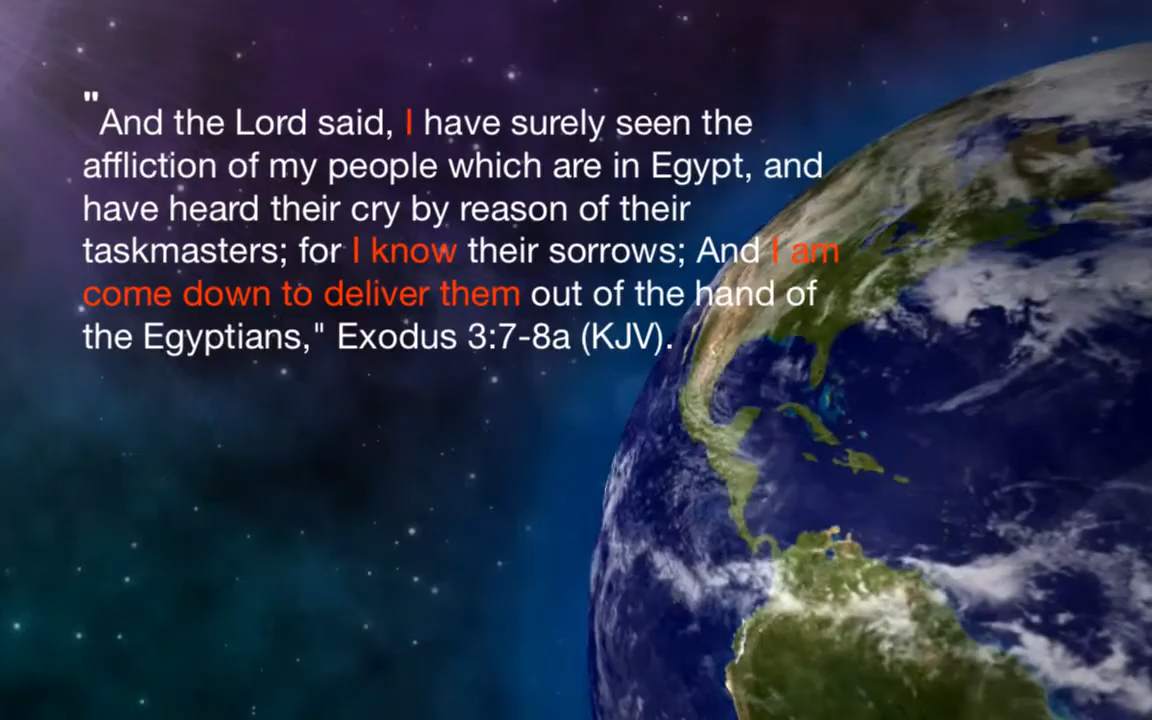 "And the Lord said, I have surely seen the
affliction of my people which are in Egypt, and
have heard their cry by reason of their
taskmasters; for I know their sorrows; And I am
come down to deliver them out of the hand of
the Egyptians," Exodus 3:7-8a (KJV).